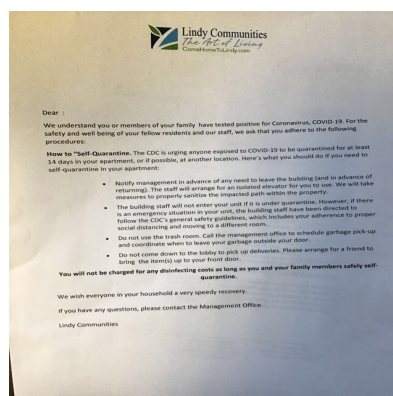 Lindy Communities
The Art of Living
ComeHomeToLindy.com
Dear :
We understand you or members of your family have tested positive for Coronavirus, COVID-19. For the
safety and well being of your fellow residents and our staff, we ask that you adhere to the following
procedures:
How to "Self-Quarantine. The CDC is urging anyone exposed to COVID-19 to be quarantined for at least
14 days in your apartment, or if possible, at another location. Here's what you should do if you need to
self-quarantine in your apartment:
• Notify management in advance of any need to leave the building (and in advance of
returning). The staff will arrange for an isolated elevator for you to use. We will take
measures to properly sanitize the impacted path within the property.
• The building staff will not enter your unit if it is under quarantine. However, if there
is an emergency situation in your unit, the building staff have been directed to
follow the CDC's general safety guidelines, which includes your adherence to proper
social distancing and moving to a different room.
• Do not use the trash room. Call the management office to schedule garbage pick-up
and coordinate when to leave your garbage outside your door.
• Do not come down to the lobby to pick up deliveries. Please arrange for a friend to
bring the item(s) up to your front door.
You will not be charged for any disinfecting costs as long as you and your family members safely self-
quarantine.
We wish everyone in your household a very speedy recovery.
If you have any questions, please contact the Management Office.
Lindy Communities